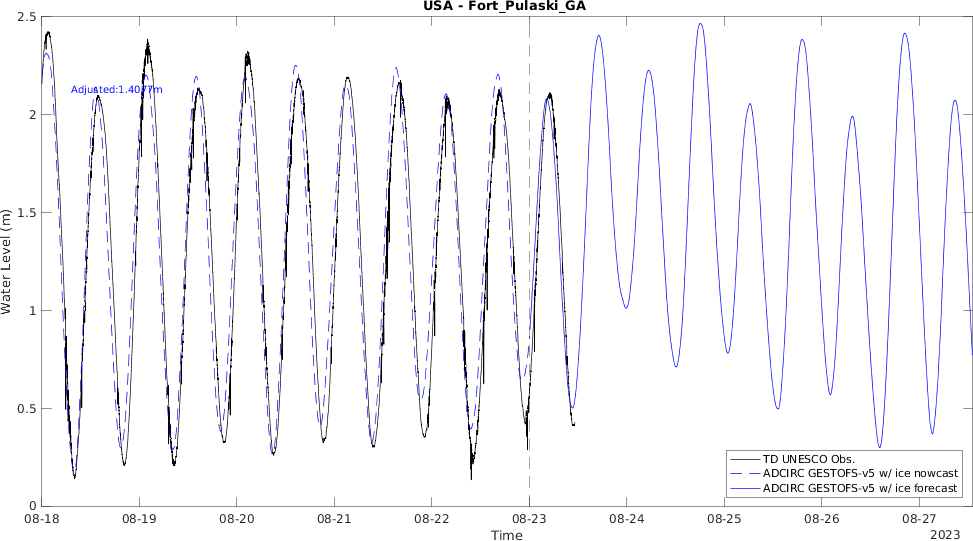 USA - Fort_Pulaski_GA
2.5
Adjusted:1.4077m
2
1.5
Water Level (m)
1
0.5
TD UNESCO Obs.
ADCIRC GESTOFS-v5 w/ ice nowcast
ADCIRC GESTOFS-v5 w/ ice forecast
0
08-18 08-19 08-20 08-21 08-22 08-23 08-24 08-25 08-26 08-27
Time
2023